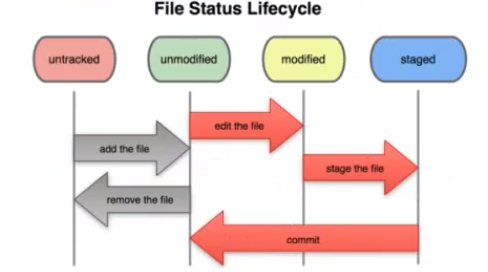 File Status Lifecycle
untracked
unmodified
modified
staged
edit the file
add the file
stage the file
remove the file
commit